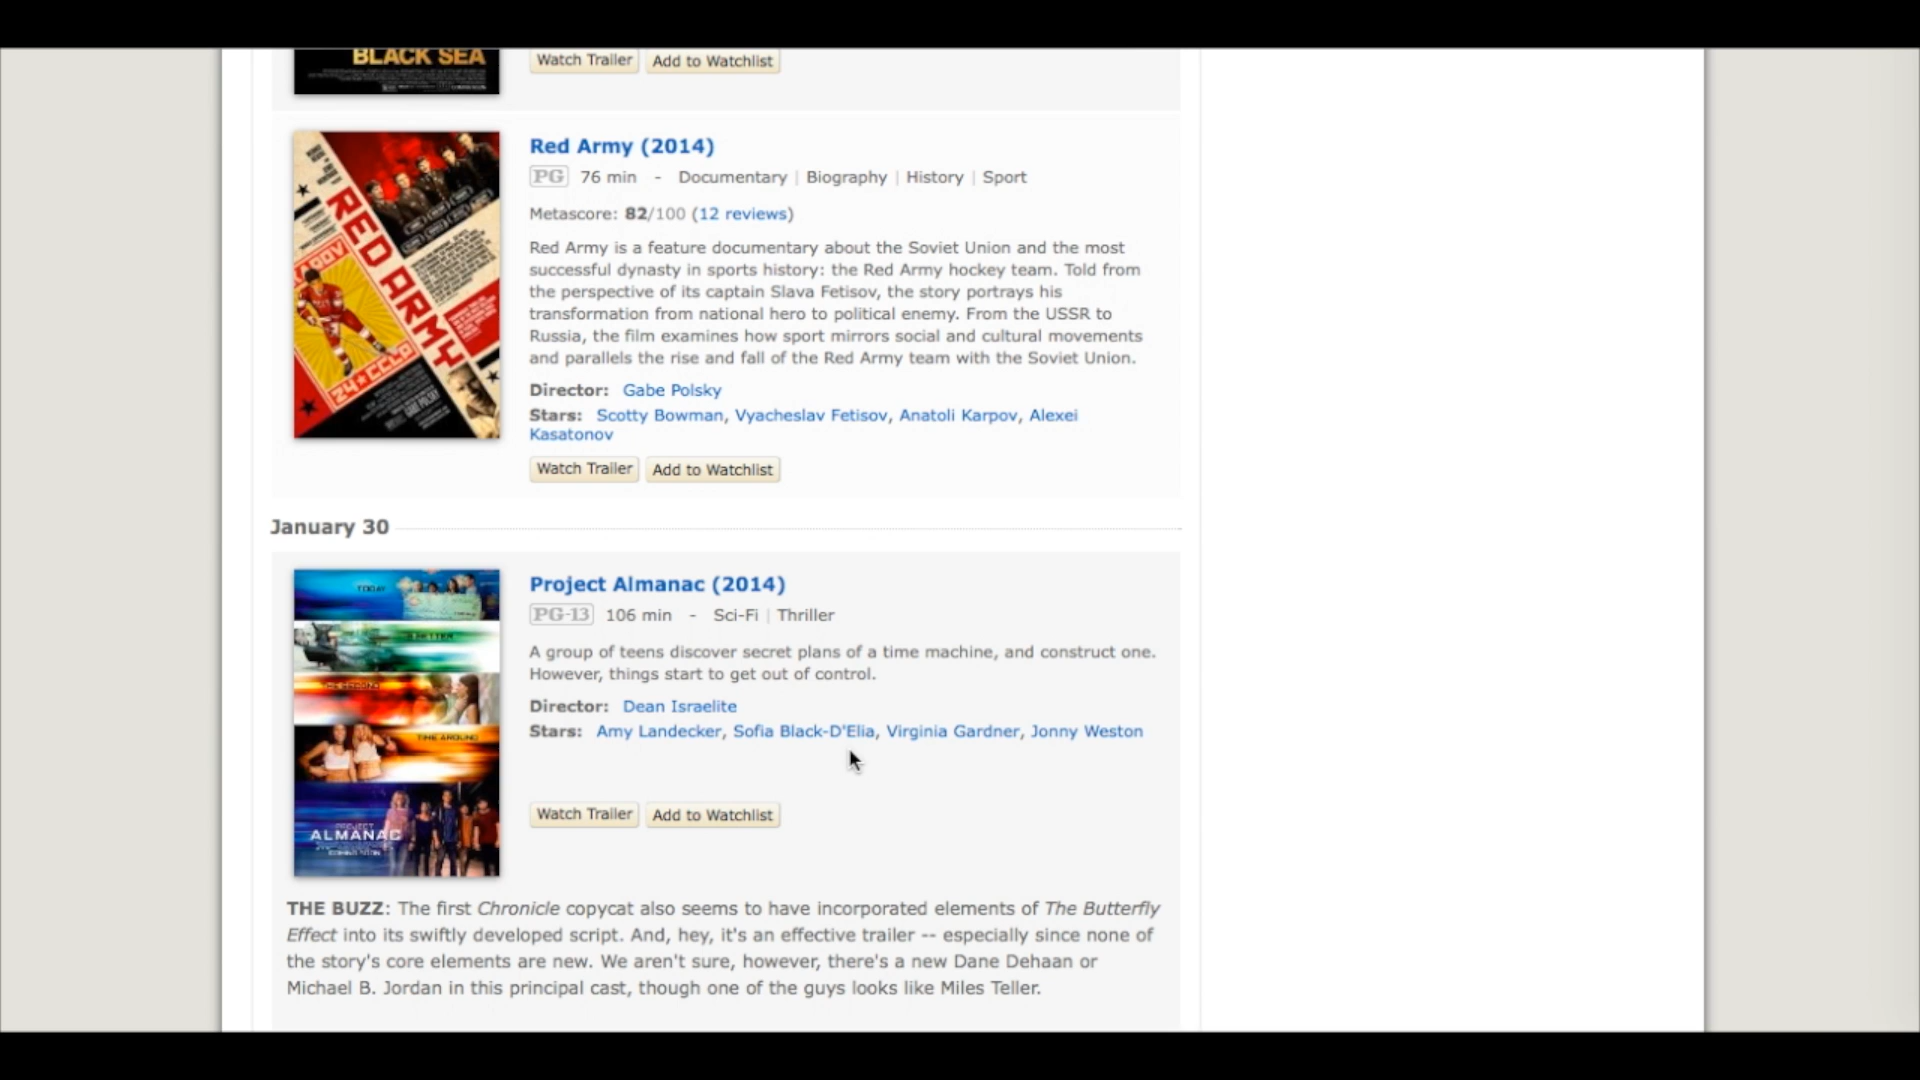 BLACK SEA
Watch Trailer
Add to Watchlist
RED ARMY
Red Army (2014)
PG 76 min - Documentary | Biography | History | Sport
Metascore: 82/100 (12 reviews)
Red Army is a feature documentary about the Soviet Union and the most
successful dynasty in sports history: the Red Army hockey team. Told from
the perspective of its captain Slava Fetisov, the story portrays his
transformation from national hero to political enemy. From the USSR to
Russia, the film examines how sport mirrors social and cultural movements
and parallels the rise and fall of the Red Army team with the Soviet Union.
Director: Gabe Polsky
Stars: Scotty Bowman, Vyacheslav Fetisov, Anatoli Karpov, Alexei
Kasatonov
Watch Trailer
Add to Watchlist
January 30
TODAY
THE SECOND
TIME AROUND
PROJECT
ALMANAC
Project Almanac (2014)
PG-13 106 min - Sci-Fi | Thriller
A group of teens discover secret plans of a time machine, and construct one.
However, things start to get out of control.
Director: Dean Israelite
Stars: Amy Landecker, Sofia Black-D'Elia, Virginia Gardner, Jonny Weston
Watch Trailer
Add to Watchlist
THE BUZZ: The first Chronicle copycat also seems to have incorporated elements of The Butterfly
Effect into its swiftly developed script. And, hey, it's an effective trailer -- especially since none of
the story's core elements are new. We aren't sure, however, there's a new Dane Dehaan or
Michael B. Jordan in this principal cast, though one of the guys looks like Miles Teller.